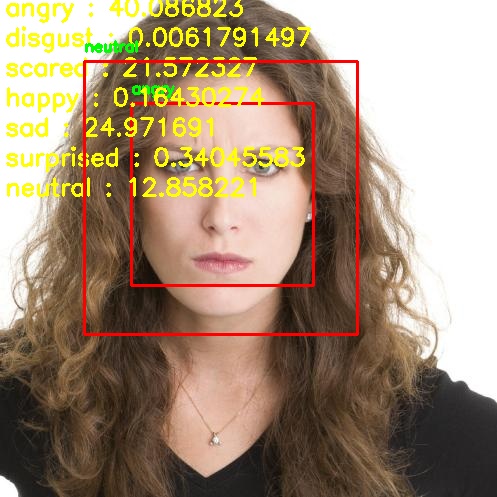 angry : 40.086823
disgust : 0.0061791497
neutral
scared : 21.572327
angry
happy : 0.16430274
sad : 24.971691
surprised : 0.34045583
neutral : 12.858221